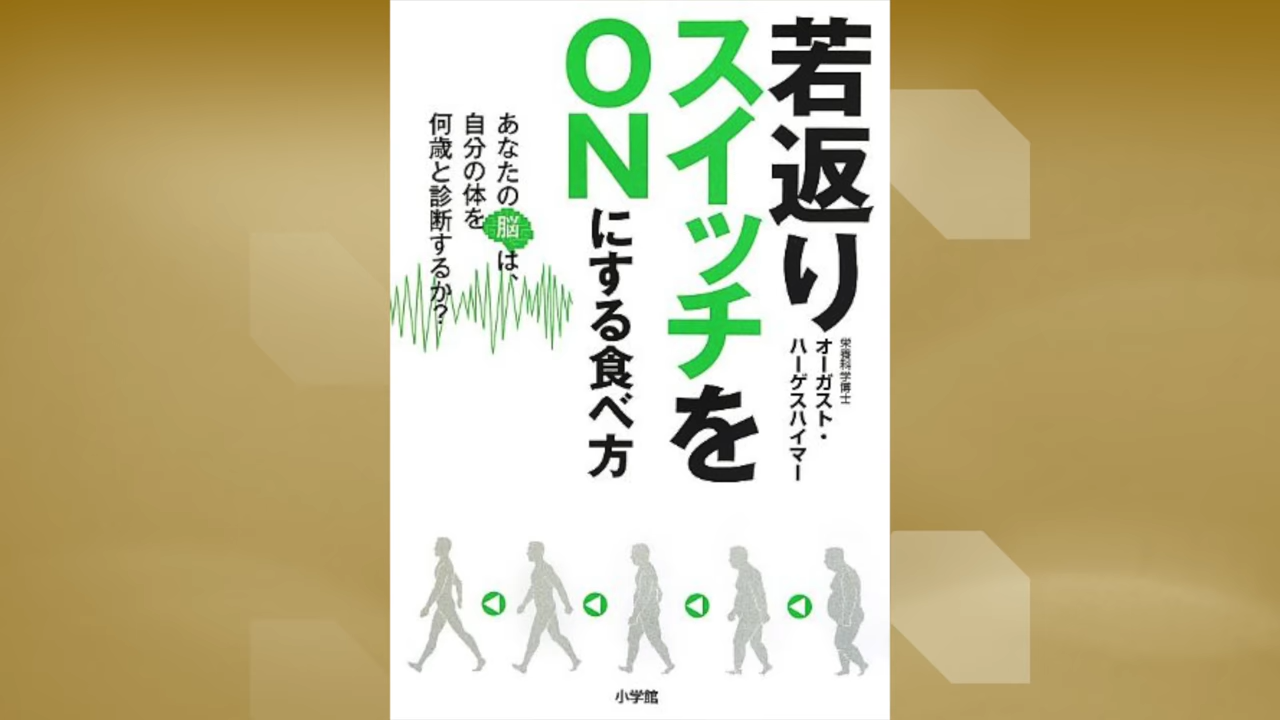 若返り
スイッチを
ONにする食べ方
栄養科学博士
オーガスト・
ハーゲスハイマー
あなたの脳は、
自分の体を
何歳と診断するか?
小学館